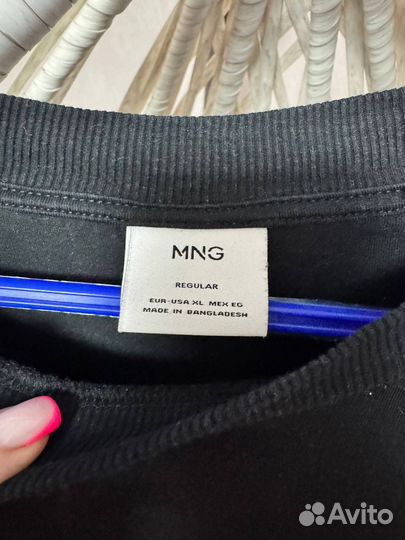 MNG
REGULAR
EUR-USA XL MEX EG
MADE IN BANGLADESH
Avito